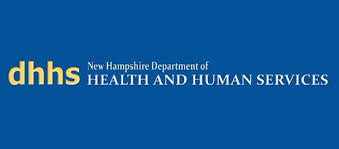 dhhs
New Hampshire Department of
HEALTH AND HUMAN SERVICES